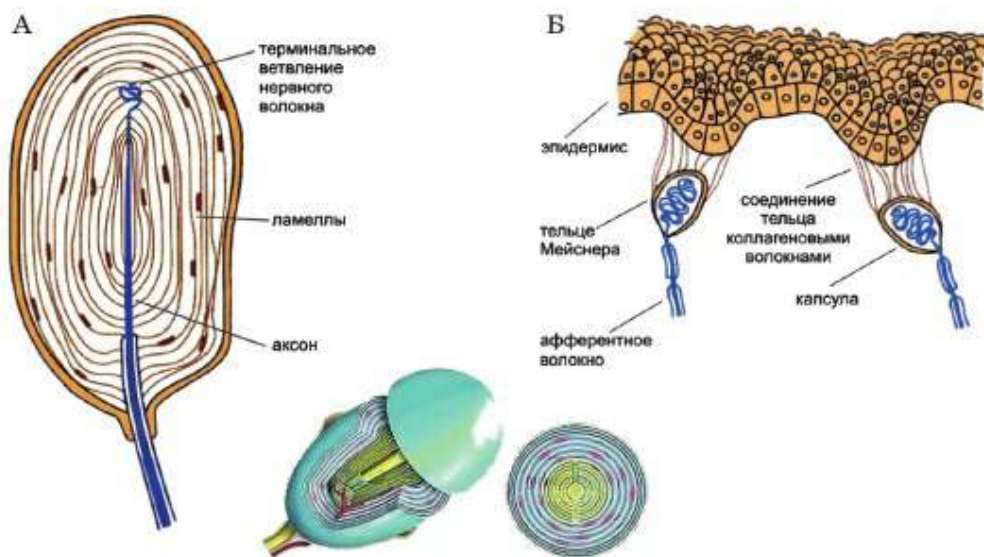 А
терминальное
ветвление
нервного
волокна
ламеллы
аксон
Б
эпидермис
тельце
Мейснера
соединение
тельца
коллагеновыми
волокнами
капсула
афферентное
волокно